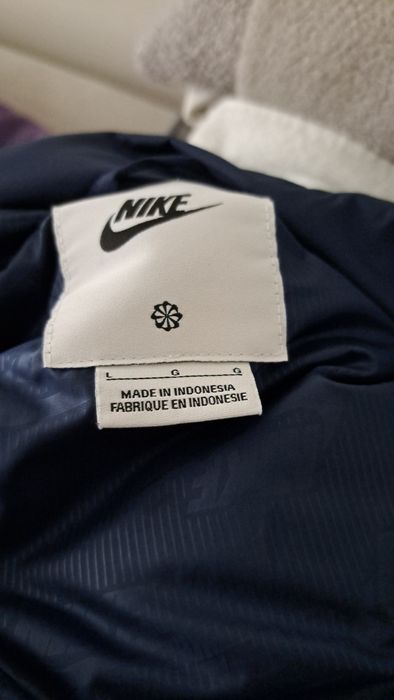 NIKE
L G G
MADE IN INDONESIA
FABRIQUE EN INDONESIE